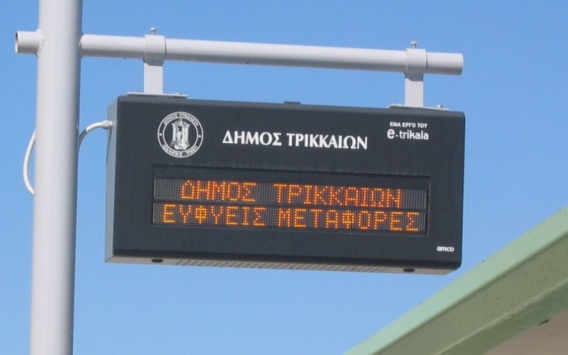 ΔΗΜΟΣ ΤΡΙΚΚΑΙΩΝ
ΕΝΑ ΕΡΓΟ ΤΟΥ
e-trikala
ΔΗΜΟΣ ΤΡΙΚΚΑΙΩΝ
ΕΥΦΥΕΙΣ ΜΕΤΑΦΟΡΕΣ
amco